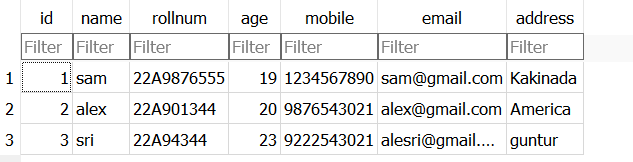 id name rollnum age mobile email address
Filter Filter Filter Filter Filter Filter Filter
1 1 sam 22A9876555 19 1234567890 sam@gmail.com Kakinada
2 2 alex 22A901344 20 9876543021 alex@gmail.com America
3 3 sri 22A94344 23 9222543021 alesri@gmail.... guntur